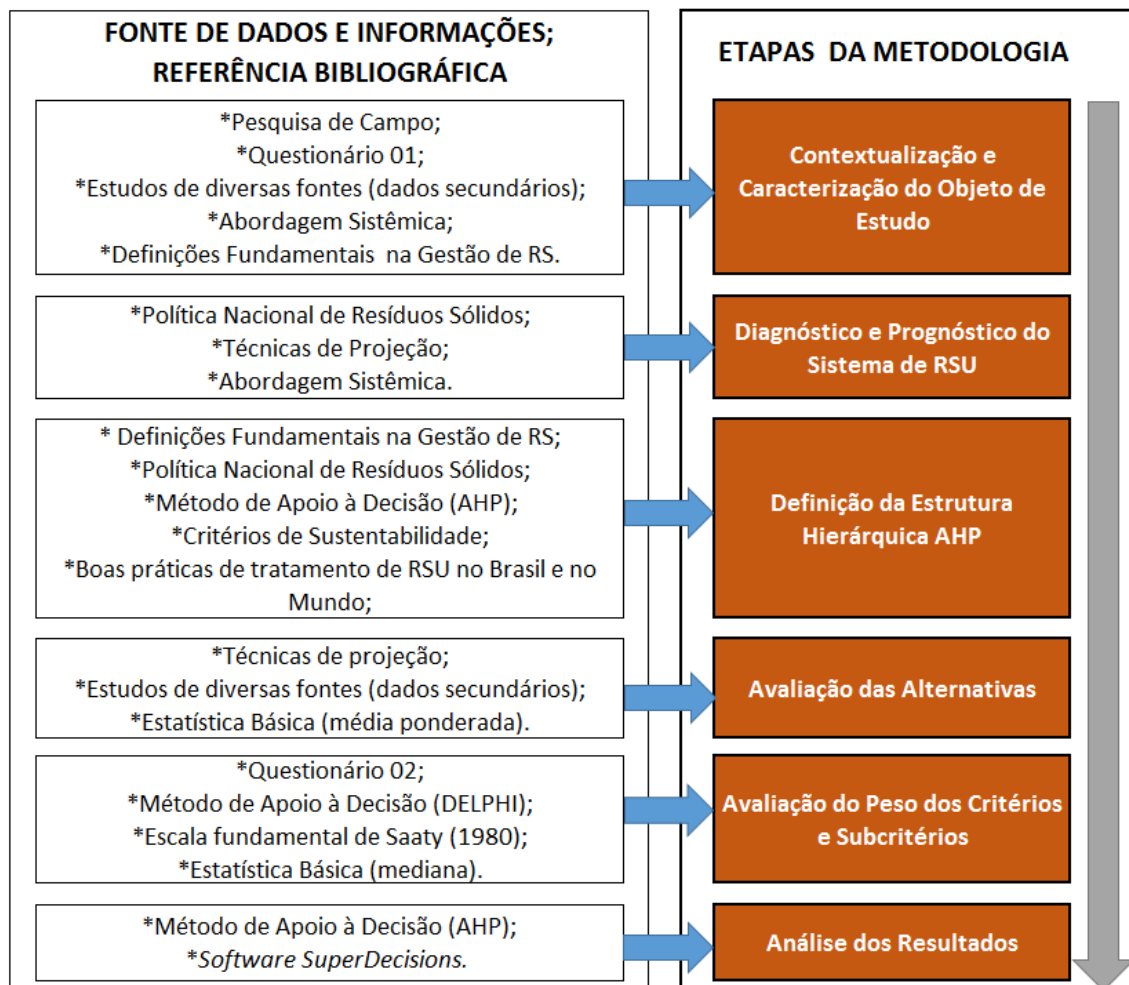 FONTE DE DADOS E INFORMAÇÕES;
REFERÊNCIA BIBLIOGRÁFICA
ETAPAS DA METODOLOGIA
*Pesquisa de Campo;
*Questionário 01;
*Estudos de diversas fontes (dados secundários);
*Abordagem Sistêmica;
*Definições Fundamentais na Gestão de RS.
Contextualização e
Caracterização do Objeto de
Estudo
*Política Nacional de Resíduos Sólidos;
*Técnicas de Projeção;
*Abordagem Sistêmica.
Diagnóstico e Prognóstico do
Sistema de RSU
* Definições Fundamentais na Gestão de RS;
*Política Nacional de Resíduos Sólidos;
*Método de Apoio à Decisão (AHP);
*Critérios de Sustentabilidade;
*Boas práticas de tratamento de RSU no Brasil e no
Mundo;
Definição da Estrutura
Hierárquica AHP
*Técnicas de projeção;
*Estudos de diversas fontes (dados secundários);
*Estatística Básica (média ponderada).
Avaliação das Alternativas
*Questionário 02;
*Método de Apoio à Decisão (DELPHI);
*Escala fundamental de Saaty (1980);
*Estatística Básica (mediana).
Avaliação do Peso dos Critérios
e Subcritérios
*Método de Apoio à Decisão (AHP);
*Software SuperDecisions.
Análise dos Resultados